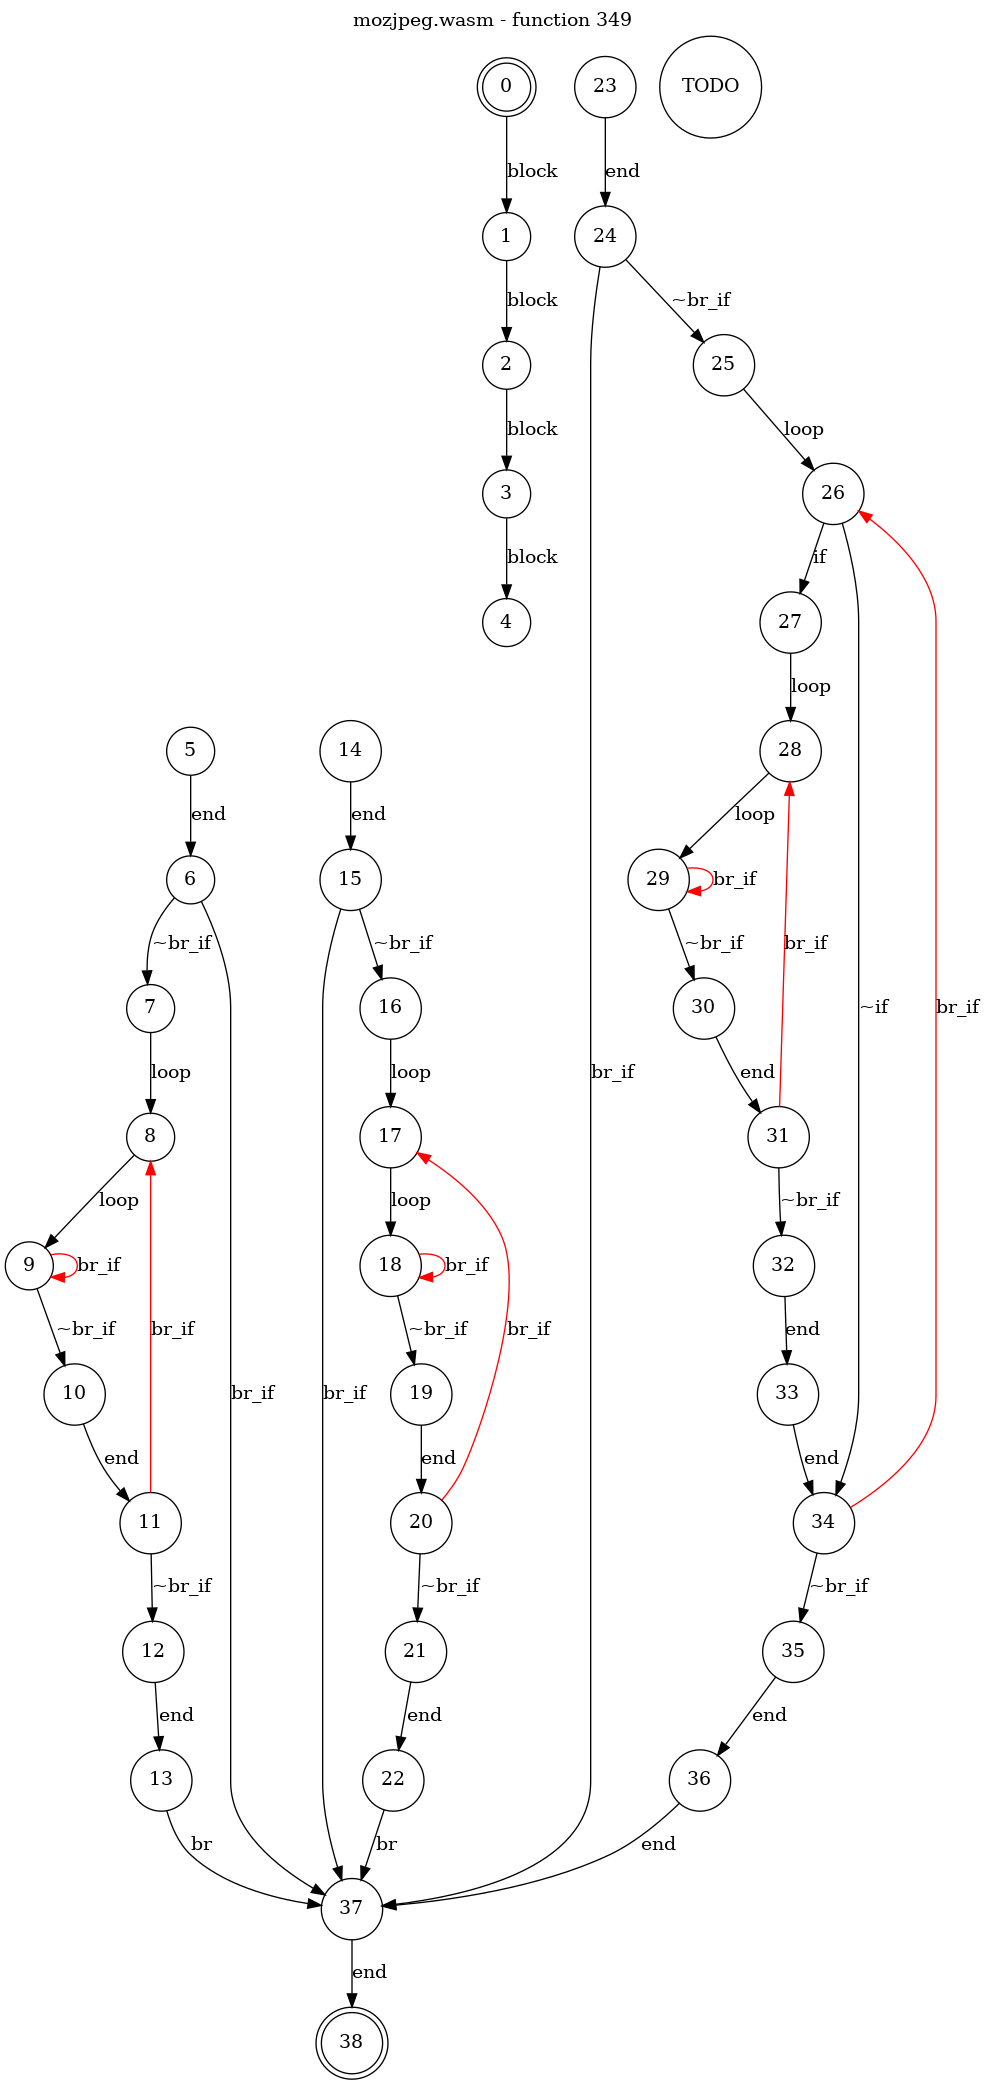 mozjpeg.wasm - function 349
0
23
TODO
block
end
1
24
block
~br_if
2
25
block
loop
3
26
block
if
4
27
loop
5
14
28
end
end
loop
6
15
29
br_if
~br_if
~br_if
~br_if
br_if
7
16
30
~if
br_if
loop
loop
br_if
end
8
17
31
loop
loop
~br_if
9
br_if
18
br_if
32
~br_if
br_if
~br_if
br_if
end
10
br_if
br_if
19
33
end
end
end
11
20
34
~br_if
~br_if
~br_if
12
21
35
end
end
end
13
22
36
br
br
end
37
end
38